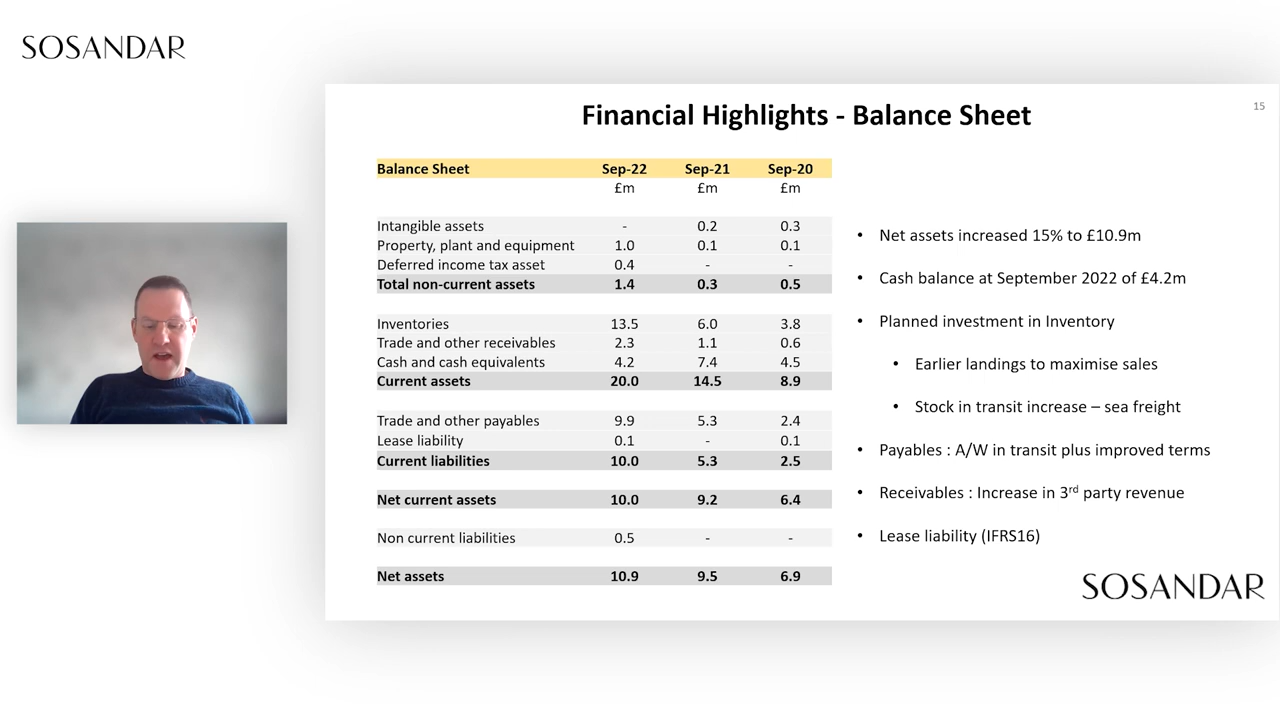 SOSANDAR
15
Financial Highlights - Balance Sheet
Balance Sheet Sep-22 Sep-21 Sep-20
£m £m £m
Intangible assets - 0.2 0.3
Property, plant and equipment 1.0 0.1 0.1
Deferred income tax asset 0.4 - -
Total non-current assets 1.4 0.3 0.5
Inventories 13.5 6.0 3.8
Trade and other receivables 2.3 1.1 0.6
Cash and cash equivalents 4.2 7.4 4.5
Current assets 20.0 14.5 8.9
Trade and other payables 9.9 5.3 2.4
Lease liability 0.1 - 0.1
Current liabilities 10.0 5.3 2.5
Net current assets 10.0 9.2 6.4
Non current liabilities 0.5 - -
Net assets 10.9 9.5 6.9
• Net assets increased 15% to £10.9m
• Cash balance at September 2022 of £4.2m
• Planned investment in Inventory
• Earlier landings to maximise sales
• Stock in transit increase – sea freight
• Payables : A/W in transit plus improved terms
• Receivables : Increase in 3rd party revenue
• Lease liability (IFRS16)
SOSANDAR